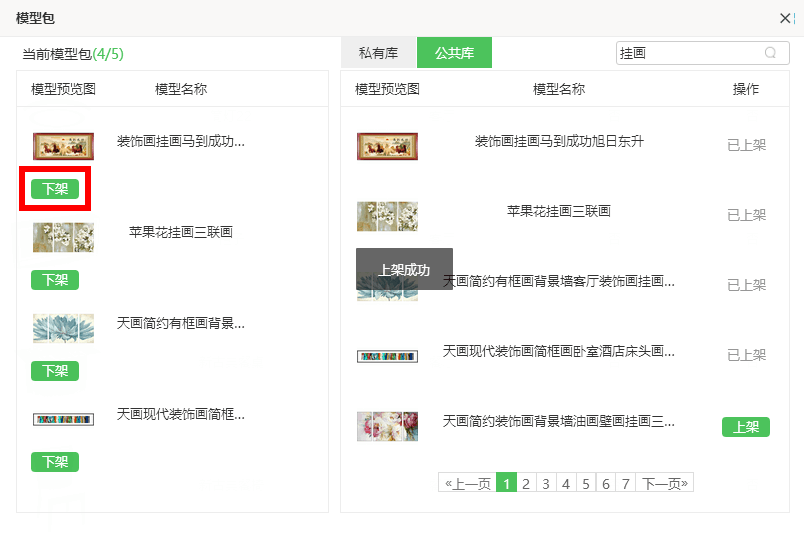 模型包
当前模型包(4/5)
私有库 公共库 挂画
模型预览图 模型名称
装饰画挂画马到成功...
下架
苹果花挂画三联画
下架
天画简约有框画背景...
下架
天画现代装饰画简框...
下架
模型预览图 模型名称 操作
装饰画挂画马到成功旭日东升 已上架
苹果花挂画三联画 已上架
上架成功
天画简约有框画背景墙客厅装饰画挂画... 已上架
天画现代装饰画简框画卧室酒店床头画... 已上架
天画简约装饰画背景墙油画壁画挂画三... 上架
«上一页 1 2 3 4 5 6 7 下一页»